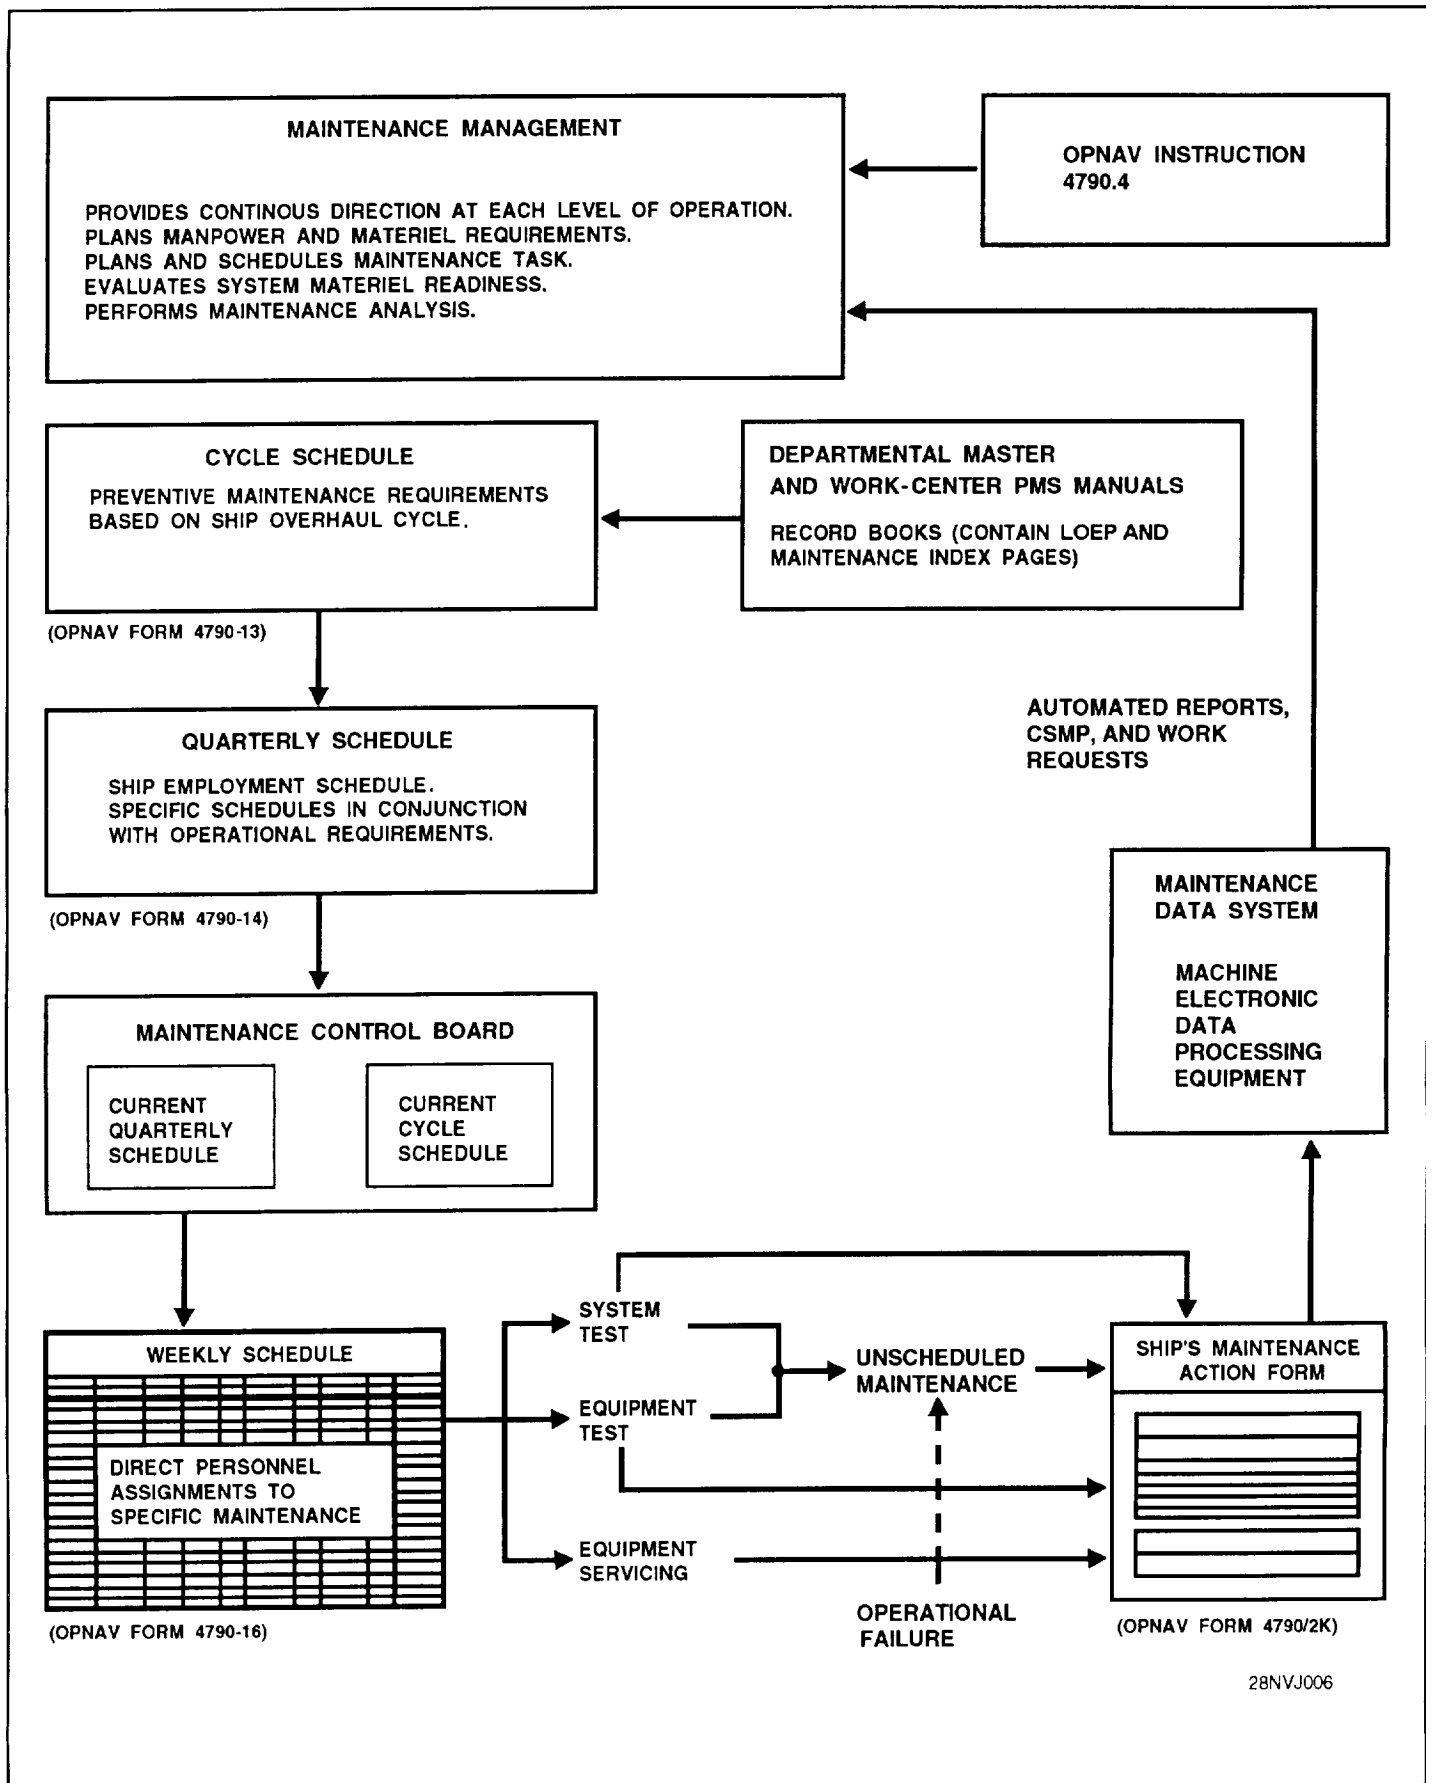 MAINTENANCE MANAGEMENT
PROVIDES CONTINOUS DIRECTION AT EACH LEVEL OF OPERATION.
PLANS MANPOWER AND MATERIEL REQUIREMENTS.
PLANS AND SCHEDULES MAINTENANCE TASK.
EVALUATES SYSTEM MATERIEL READINESS.
PERFORMS MAINTENANCE ANALYSIS.
OPNAV INSTRUCTION
4790.4
CYCLE SCHEDULE
PREVENTIVE MAINTENANCE REQUIREMENTS
BASED ON SHIP OVERHAUL CYCLE.
(OPNAV FORM 4790-13)
DEPARTMENTAL MASTER
AND WORK-CENTER PMS MANUALS
RECORD BOOKS (CONTAIN LOEP AND
MAINTENANCE INDEX PAGES)
QUARTERLY SCHEDULE
SHIP EMPLOYMENT SCHEDULE.
SPECIFIC SCHEDULES IN CONJUNCTION
WITH OPERATIONAL REQUIREMENTS.
(OPNAV FORM 4790-14)
AUTOMATED REPORTS,
CSMP, AND WORK
REQUESTS
MAINTENANCE
DATA SYSTEM
MACHINE
ELECTRONIC
DATA
PROCESSING
EQUIPMENT
MAINTENANCE CONTROL BOARD
CURRENT
QUARTERLY
SCHEDULE
CURRENT
CYCLE
SCHEDULE
WEEKLY SCHEDULE
DIRECT PERSONNEL
ASSIGNMENTS TO
SPECIFIC MAINTENANCE
(OPNAV FORM 4790-16)
SYSTEM
TEST
EQUIPMENT
TEST
EQUIPMENT
SERVICING
UNSCHEDULED
MAINTENANCE
OPERATIONAL
FAILURE
SHIP'S MAINTENANCE
ACTION FORM
(OPNAV FORM 4790/2K)
28NVJ006